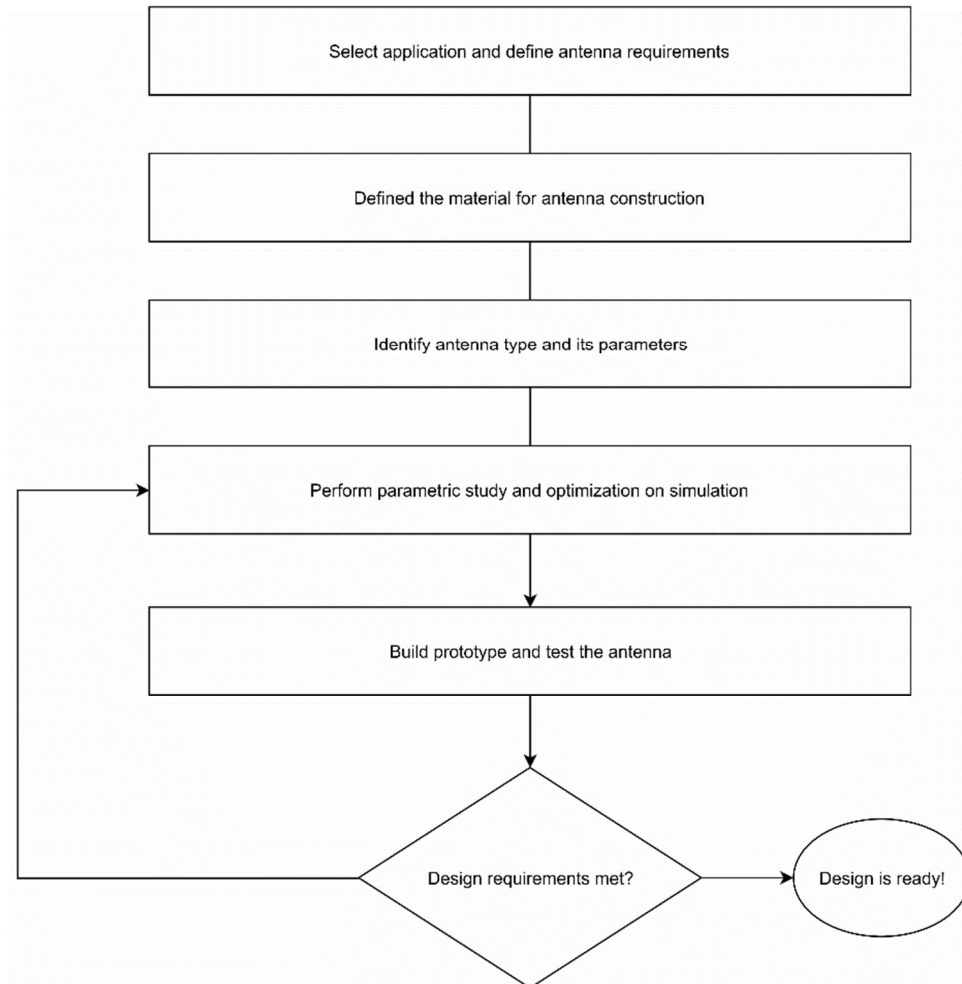 Select application and define antenna requirements
Defined the material for antenna construction
Identify antenna type and its parameters
Perform parametric study and optimization on simulation
Build prototype and test the antenna
Design requirements met?
Design is ready!